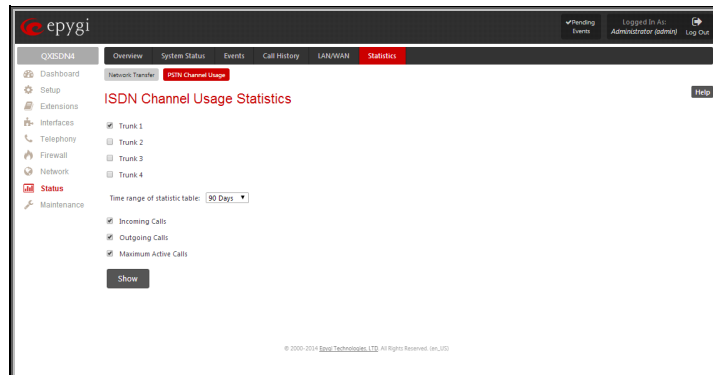 epygi
✔Pending Events
Logged In As:
Administrator (admin)
Log Out
QXISDN4
Overview System Status Events Call History LAN/WAN Statistics
Dashboard
Setup
Extensions
Interfaces
Telephony
Firewall
Network
Status
Maintenance
Network Transfer PSTN Channel Usage
Help
ISDN Channel Usage Statistics
Trunk 1
Trunk 2
Trunk 3
Trunk 4
Time range of statistic table: 90 Days
Incoming Calls
Outgoing Calls
Maximum Active Calls
Show
© 2000-2014 Epygi Technologies, LTD. All Rights Reserved. (en_US)